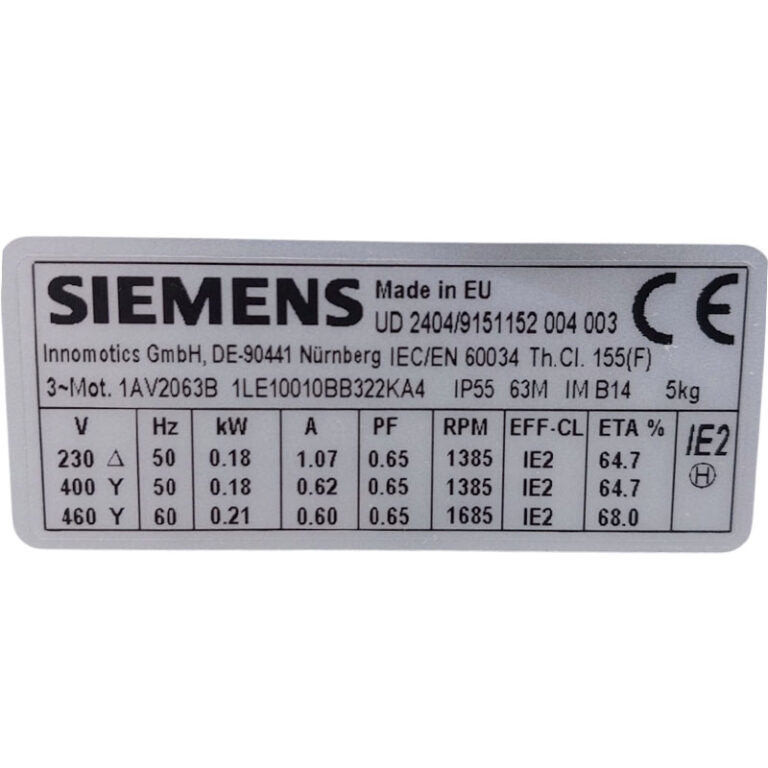 SIEMENS Made in EU CE
UD 2404/9151152 004 003
Innomotics GmbH, DE-90441 Nürnberg IEC/EN 60034 Th.Cl. 155(F)
3~Mot. 1AV2063B 1LE10010BB322KA4 IP55 63M IM B14 5kg
V Hz kW A PF RPM EFF-CL ETA % IE2
230 Δ 50 0.18 1.07 0.65 1385 IE2 64.7
400 Y 50 0.18 0.62 0.65 1385 IE2 64.7 H
460 Y 60 0.21 0.60 0.65 1685 IE2 68.0